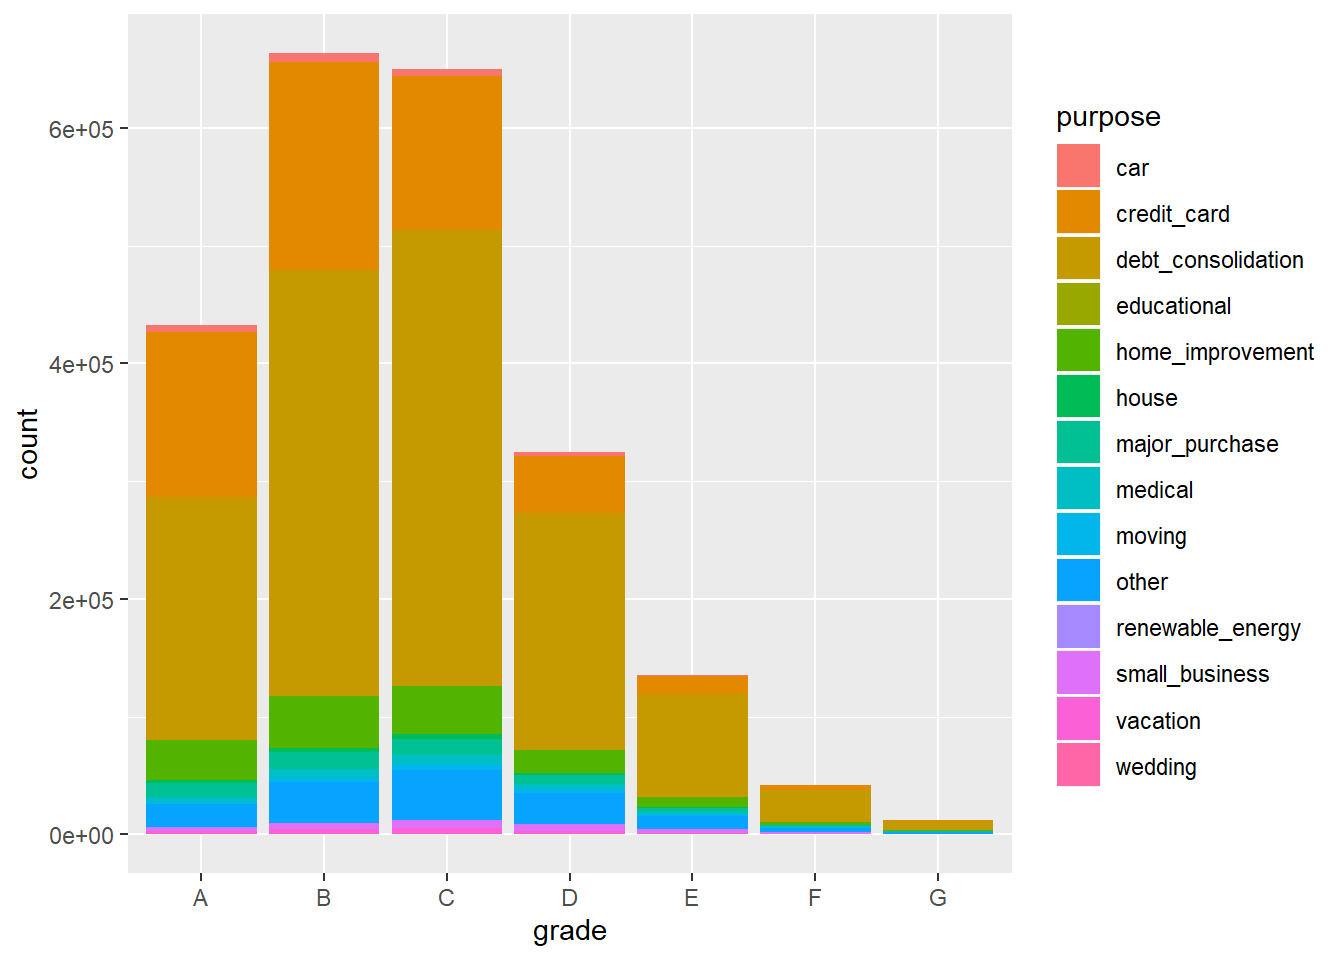 6e+05
4e+05
2e+05
0e+00
count
A B C D E F G
grade
purpose
car
credit_card
debt_consolidation
educational
home_improvement
house
major_purchase
medical
moving
other
renewable_energy
small_business
vacation
wedding